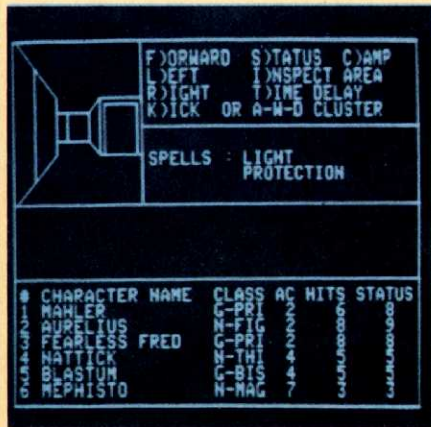 F)ORWARD S)TATUS C)AMP
L)EFT I)NSPECT AREA
R)IGHT T)IME DELAY
K)ICK OR A-W-D CLUSTER
SPELLS : LIGHT
PROTECTION
# CHARACTER NAME CLASS AC HITS STATUS
1 MAWLER G-PRI 2 6 8
2 AURELIUS N-FIG 2 8 9
3 FEARLESS FRED G-PRI 2 8 8
4 NATTICK N-THI 4 5 5
5 BLASTUM G-BIS 4 5 5
6 MEPHISTO N-MAG 7 3 3